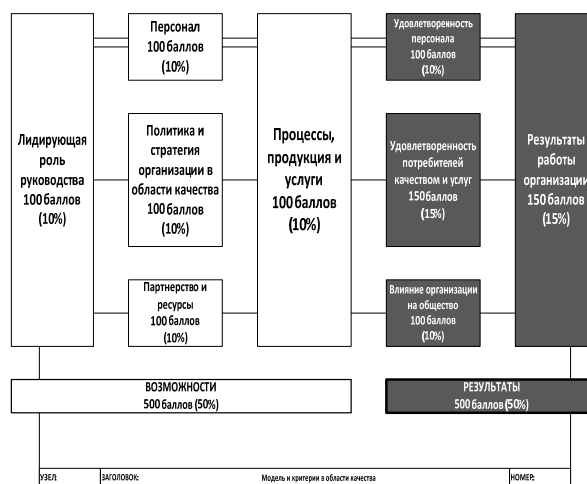 Лидирующая
роль
руководства
100 баллов
(10%)
Персонал
100 баллов
(10%)
Политика и
стратегия
организации в
области качества
100 баллов
(10%)
Партнерство и
ресурсы
100 баллов
(10%)
Процессы,
продукция и
услуги
100 баллов
(10%)
Удовлетворенность
персонала
100 баллов
(10%)
Удовлетворенность
потребителей
качеством и услуг
150 баллов
(15%)
Влияние организации
на общество
100 баллов
(10%)
Результаты
работы
организации
150 баллов
(15%)
ВОЗМОЖНОСТИ
500 баллов (50%)
РЕЗУЛЬТАТЫ
500 баллов (50%)
УЗЕЛ: ЗАГОЛОВОК: Модель и критерии в области качества НОМЕР: